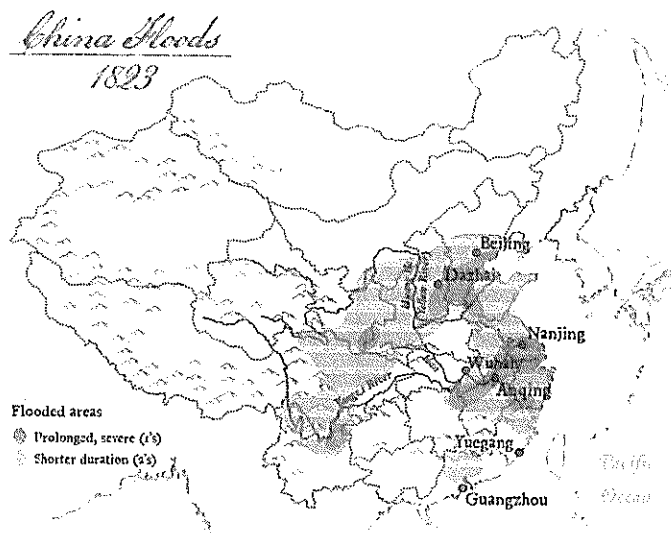 China Floods
1823
Beijing
Dazhai
Yellow River
Nanjing
Wuhan
Anqing
River
Flooded areas
Prolonged, severe (1's)
Shorter duration (2's)
Yuegang
Guangzhou
Pacific
Ocean